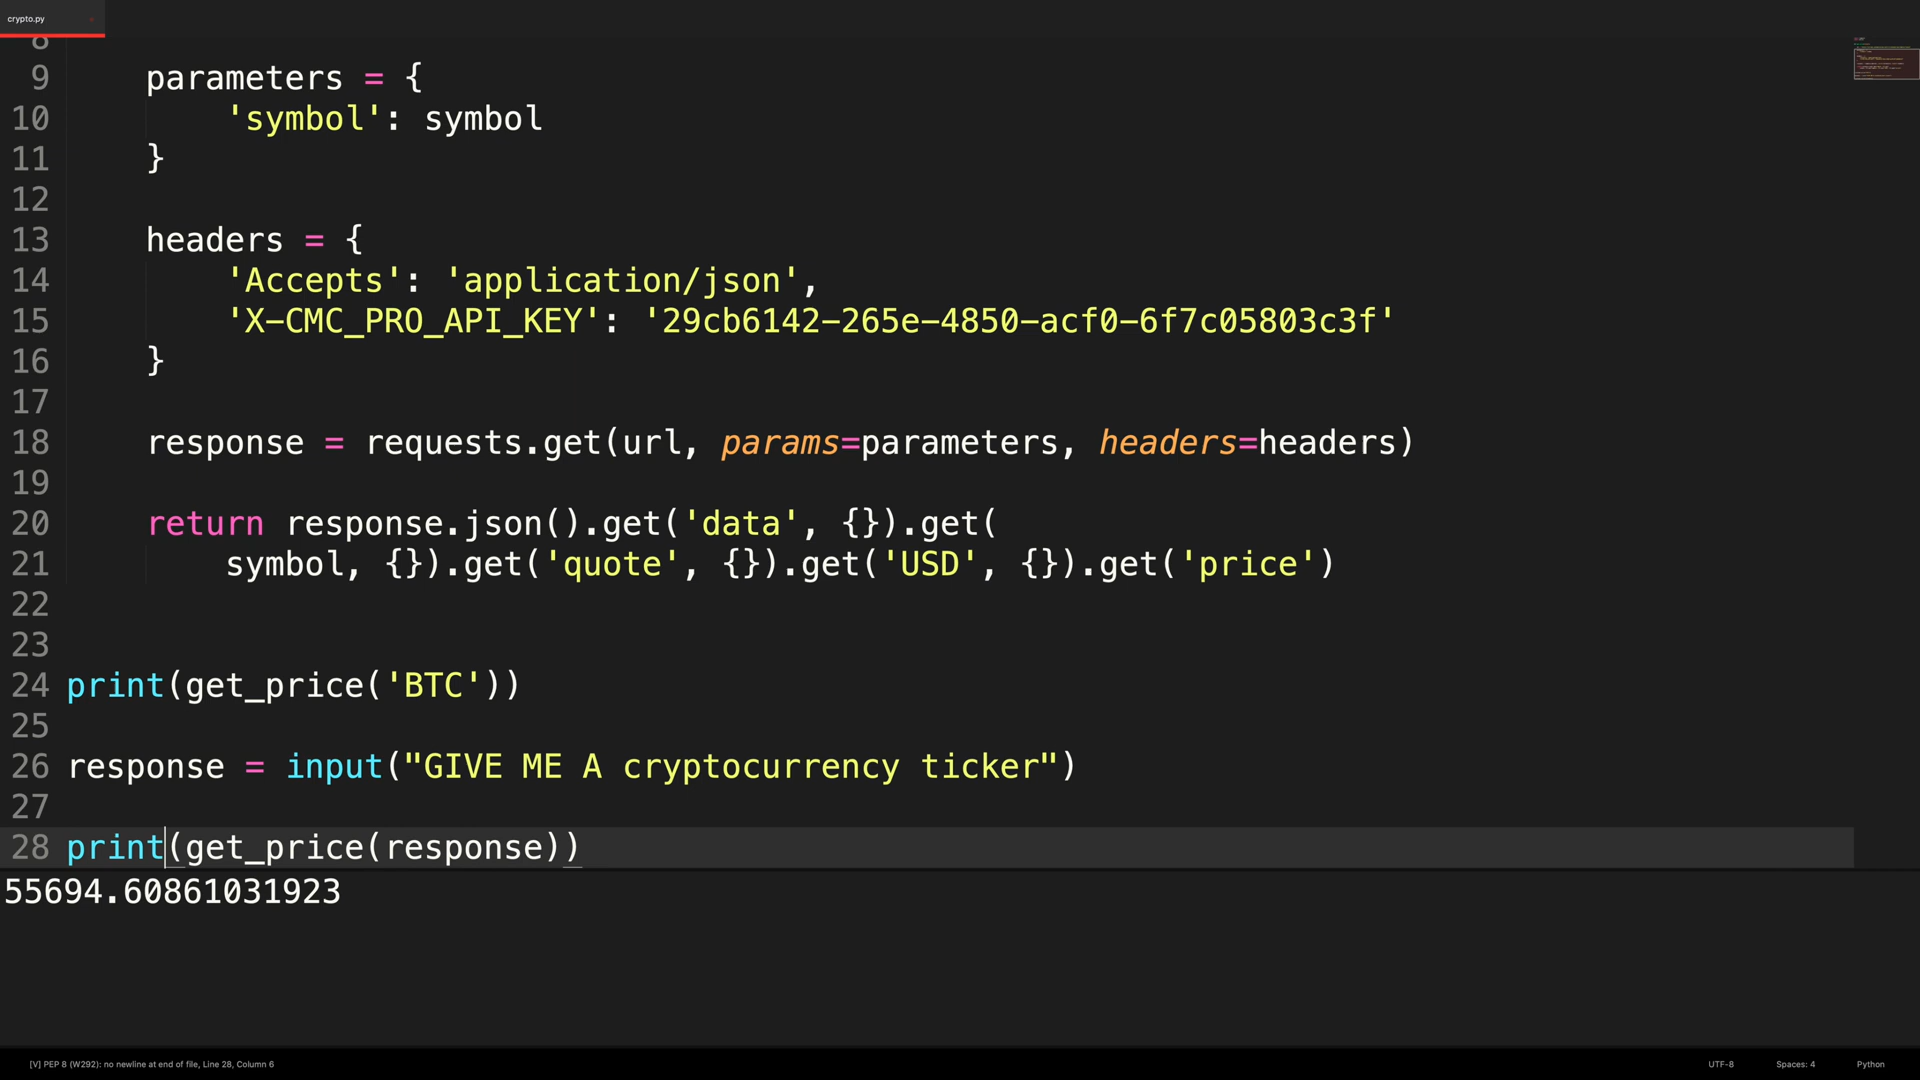 crypto.py
8
9 parameters = {
10 'symbol': symbol
11 }
12
13 headers = {
14 'Accepts': 'application/json',
15 'X-CMC_PRO_API_KEY': '29cb6142-265e-4850-acf0-6f7c05803c3f'
16 }
17
18 response = requests.get(url, params=parameters, headers=headers)
19
20 return response.json().get('data', {}).get(
21 symbol, {}).get('quote', {}).get('USD', {}).get('price')
22
23
24 print(get_price('BTC'))
25
26 response = input("GIVE ME A cryptocurrency ticker")
27
28 print(get_price(response))
55694.60861031923
[V] PEP 8 (W292): no newline at end of file, Line 28, Column 6 UTF-8 Spaces: 4 Python